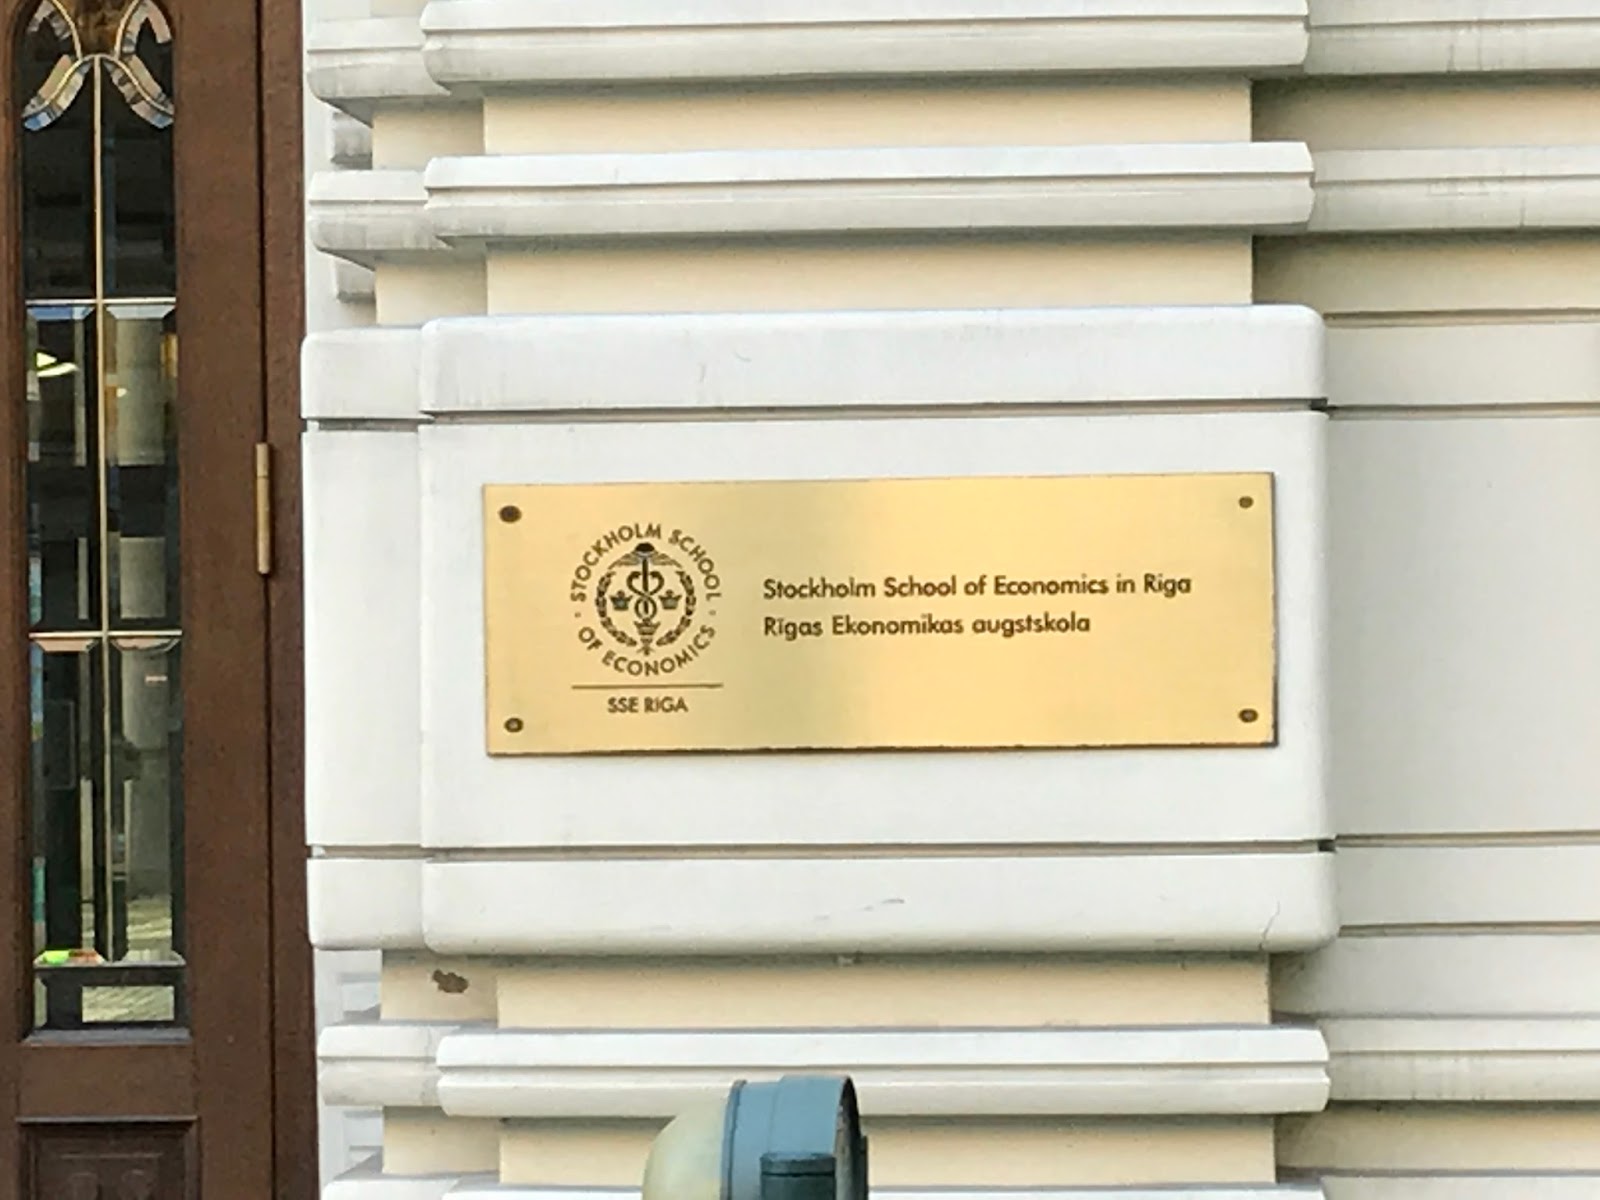 STOCKHOLM SCHOOL
· OF ECONOMICS ·
SSE RIGA
Stockholm School of Economics in Riga
Rīgas Ekonomikas augstskola